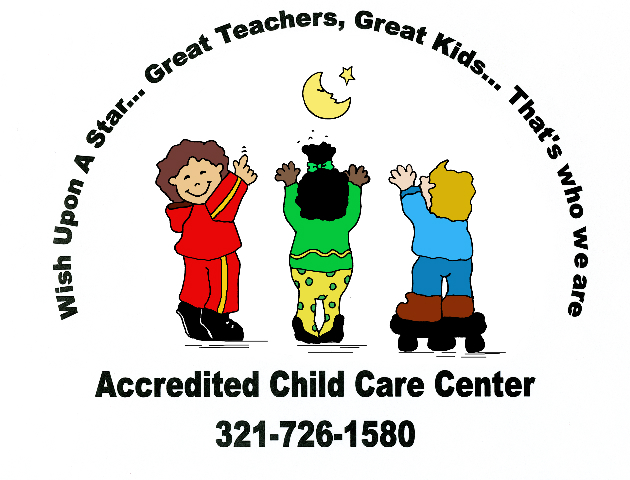 Wish Upon A Star... Great Teachers, Great Kids... That's who we are
Accredited Child Care Center
321-726-1580